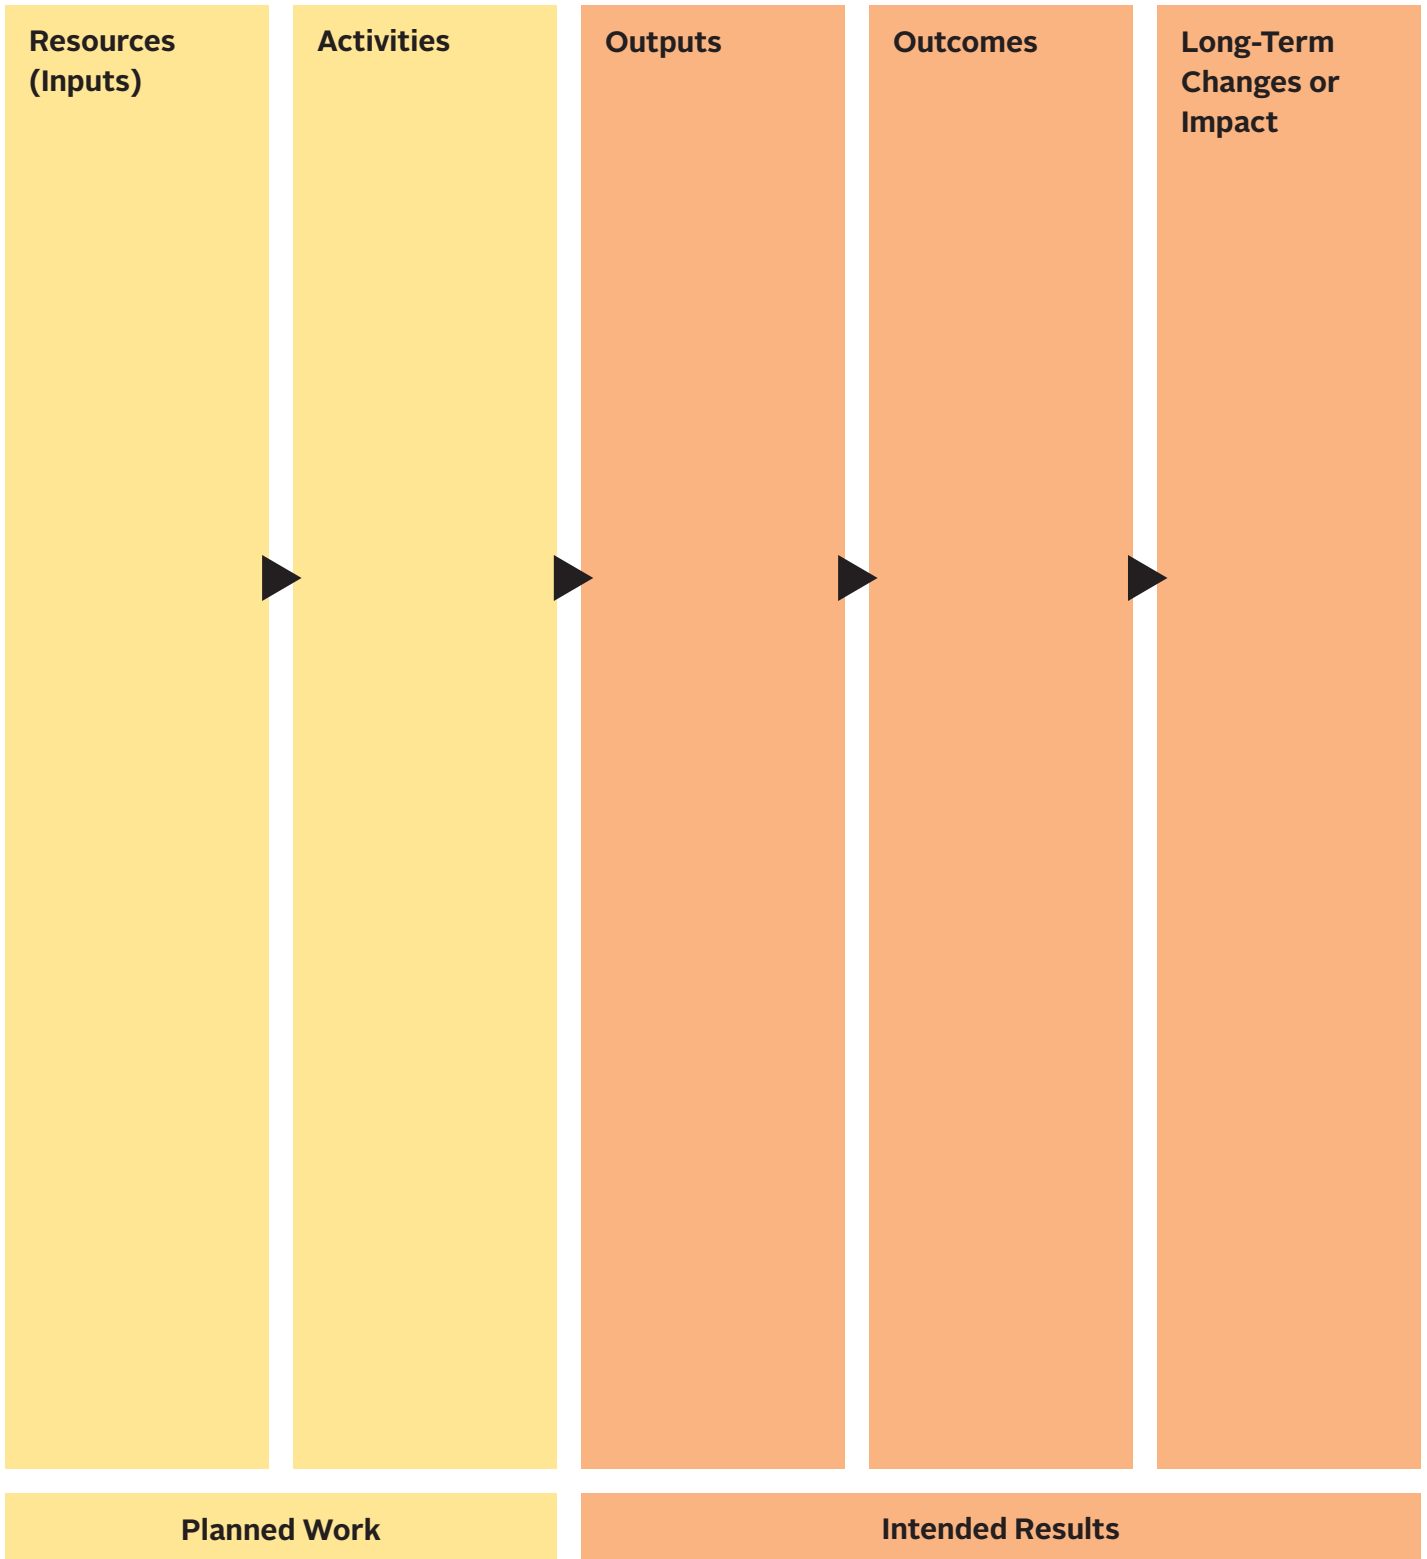 Resources
(Inputs)
Activities
Outputs
Outcomes
Long-Term
Changes or
Impact
Planned Work
Intended Results